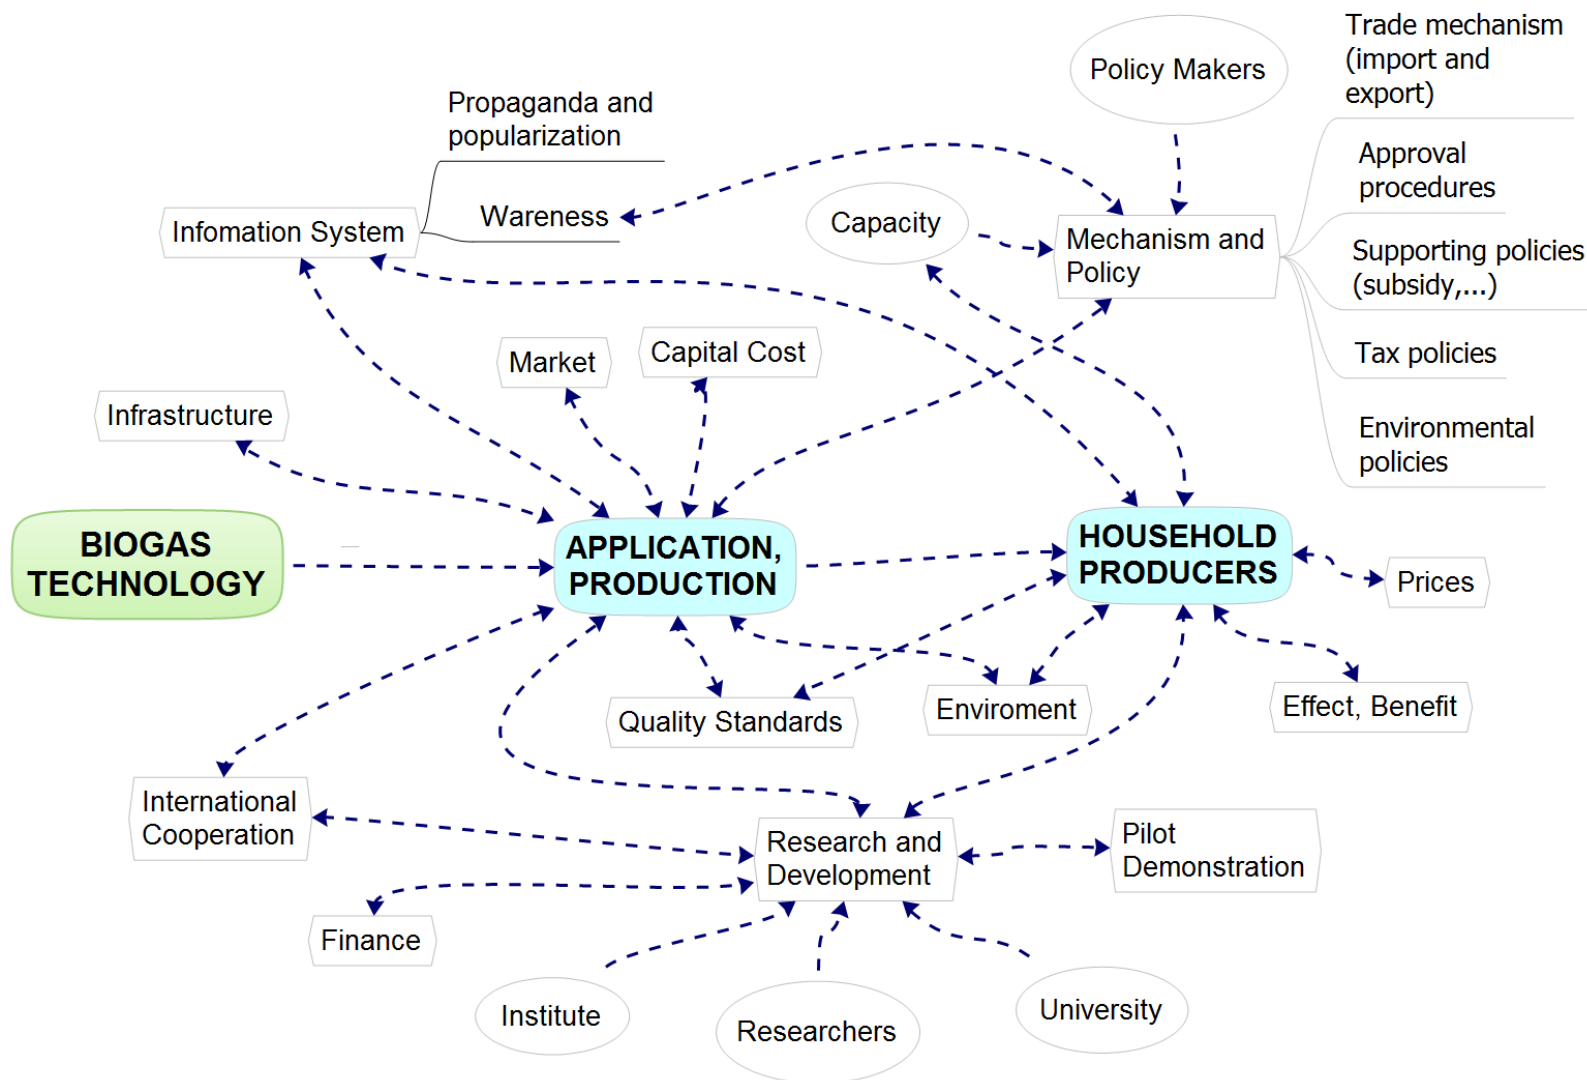 Trade mechanism
(import and
export)
Policy Makers
Propaganda and
popularization
Approval
procedures
Wareness
Capacity
Infomation System
Mechanism and
Policy
Supporting policies
(subsidy,...)
Market
Capital Cost
Tax policies
Infrastructure
Environmental
policies
BIOGAS
TECHNOLOGY
APPLICATION,
PRODUCTION
HOUSEHOLD
PRODUCERS
Prices
Quality Standards
Enviroment
Effect, Benefit
International
Cooperation
Research and
Development
Pilot
Demonstration
Finance
Institute
Researchers
University